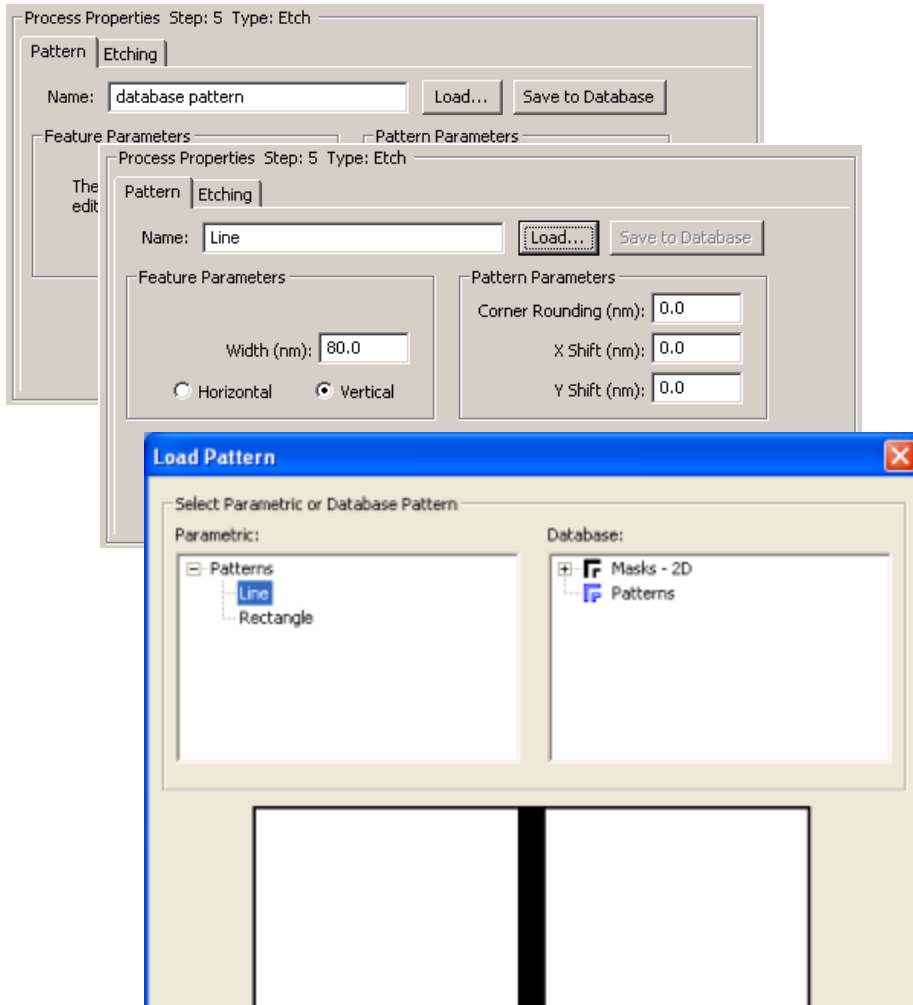 Process Properties Step: 5 Type: Etch
Pattern Etching
Name: database pattern Load... Save to Database
Feature Parameters Pattern Parameters
The
edit
Process Properties Step: 5 Type: Etch
Pattern Etching
Name: Line Load... Save to Database
Feature Parameters Pattern Parameters
Corner Rounding (nm): 0.0
Width (nm): 80.0 X Shift (nm): 0.0
Horizontal Vertical Y Shift (nm): 0.0
Load Pattern
Select Parametric or Database Pattern
Parametric: Database:
Patterns Masks - 2D
Line Patterns
Rectangle